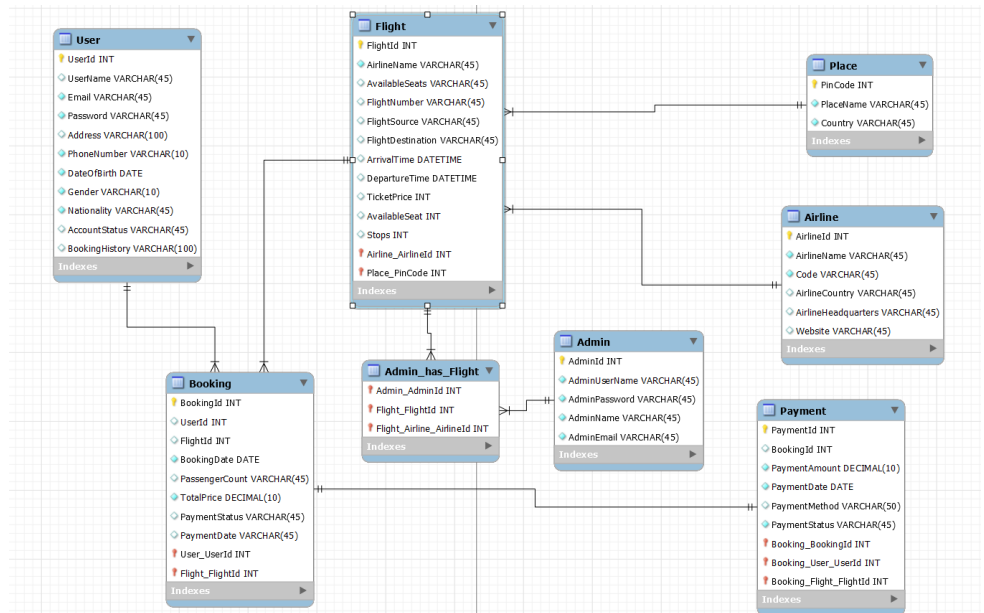 User
UserId INT
UserName VARCHAR(45)
Email VARCHAR(45)
Password VARCHAR(45)
Address VARCHAR(100)
PhoneNumber VARCHAR(10)
DateOfBirth DATE
Gender VARCHAR(10)
Nationality VARCHAR(45)
AccountStatus VARCHAR(45)
BookingHistory VARCHAR(100)
Indexes
Flight
FlightId INT
AirlineName VARCHAR(45)
AvailableSeats VARCHAR(45)
FlightNumber VARCHAR(45)
FlightSource VARCHAR(45)
FlightDestination VARCHAR(45)
ArrivalTime DATETIME
DepartureTime DATETIME
TicketPrice INT
AvailableSeat INT
Stops INT
Airline_AirlineId INT
Place_PinCode INT
Indexes
Place
PinCode INT
PlaceName VARCHAR(45)
Country VARCHAR(45)
Indexes
Airline
AirlineId INT
AirlineName VARCHAR(45)
Code VARCHAR(45)
AirlineCountry VARCHAR(45)
AirlineHeadquarters VARCHAR(45)
Website VARCHAR(45)
Indexes
Booking
BookingId INT
UserId INT
FlightId INT
BookingDate DATE
PassengerCount VARCHAR(45)
TotalPrice DECIMAL(10)
PaymentStatus VARCHAR(45)
PaymentDate VARCHAR(45)
User_UserId INT
Flight_FlightId INT
Indexes
Admin_has_Flight
Admin_AdminId INT
Flight_FlightId INT
Flight_Airline_AirlineId INT
Indexes
Admin
AdminId INT
AdminUserName VARCHAR(45)
AdminPassword VARCHAR(45)
AdminName VARCHAR(45)
AdminEmail VARCHAR(45)
Indexes
Payment
PaymentId INT
BookingId INT
PaymentAmount DECIMAL(10)
PaymentDate DATE
PaymentMethod VARCHAR(50)
PaymentStatus VARCHAR(45)
Booking_BookingId INT
Booking_User_UserId INT
Booking_Flight_FlightId INT
Indexes